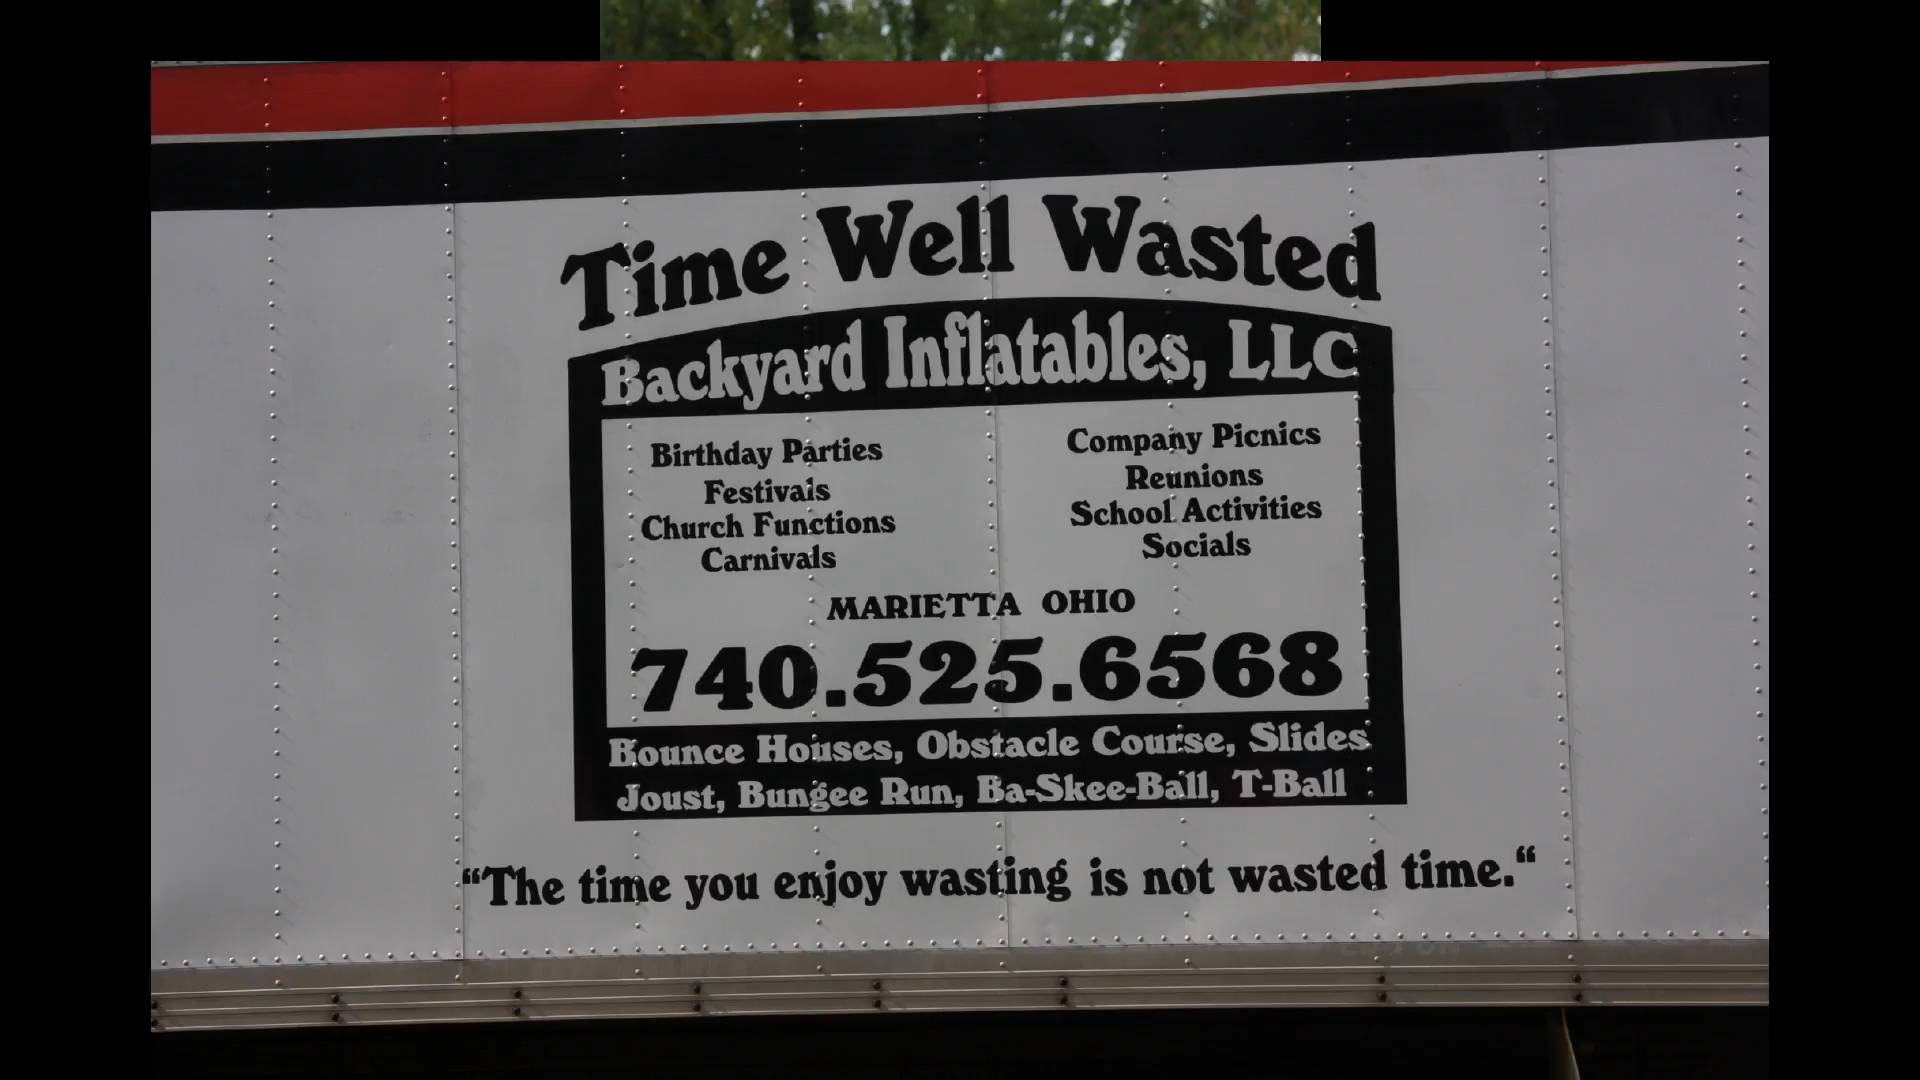 Time Well Wasted
Backyard Inflatables, LLC
Birthday Parties
Festivals
Church Functions
Carnivals
Company Picnics
Reunions
School Activities
Socials
MARIETTA OHIO
740.525.6568
Bounce Houses, Obstacle Course, Slides
Joust, Bungee Run, Ba-Skee-Ball, T-Ball
“The time you enjoy wasting is not wasted time.“